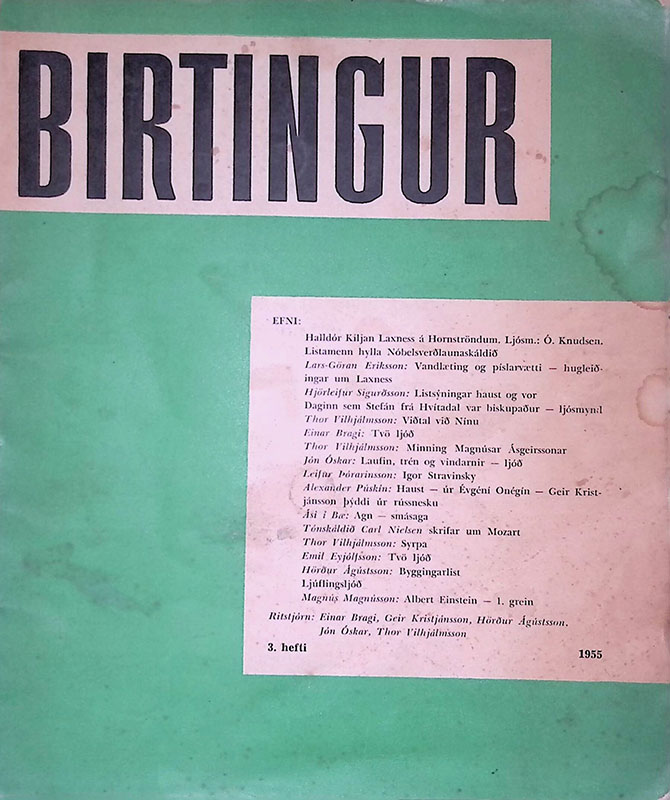 BIRTINGUR
EFNI:
Halldór Kiljan Laxness á Hornströndum. Ljósm.: Ó. Knudsen.
Listamenn hylla Nóbelsverðlaunaskáldið
Lars-Göran Eriksson: Vandlæting og píslarvætti — hugleið-
ingar um Laxness
Hjörleifur Sigurðsson: Listsýningar haust og vor
Daginn sem Stefán frá Hvítadal var biskupaður — ljósmynd
Thor Vilhjálmsson: Viðtal við Nínu
Einar Bragi: Tvö ljóð
Thor Vilhjálmsson: Minning Magnúsar Ásgeirssonar
Jón Óskar: Laufin, trén og vindarnir — ljóð
Leifur Þórarinsson: Igor Stravinsky
Alexander Púskin: Haust — úr Évgéní Onégin — Geir Krist-
jánsson þýddi úr rússnesku
Ási í Bæ: Agn — smásaga
Tónskáldið Carl Nielsen skrifar um Mozart
Thor Vilhjálmsson: Syrpa
Emil Eyjólfsson: Tvö ljóð
Hörður Ágústsson: Byggingarlist
Ljúflingsljóð
Magnús Magnússon: Albert Einstein — 1. grein
Ritstjórn: Einar Bragi, Geir Kristjánsson, Hörður Ágústsson,
Jón Óskar, Thor Vilhjálmsson
3. hefti 1955